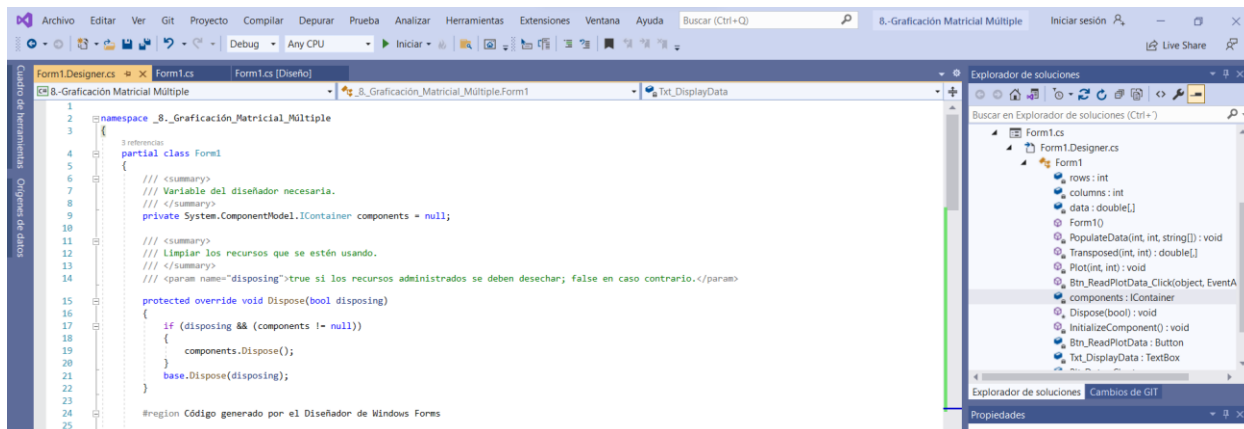 Archivo Editar Ver Git Proyecto Compilar Depurar Prueba Analizar Herramientas Extensiones Ventana Ayuda Buscar (Ctrl+Q) 8.-Graficación Matricial Múltiple Iniciar sesión
Debug Any CPU Iniciar Live Share
Cuadro de herramientas
Orígenes de datos
Form1.Designer.cs Form1.cs Form1.cs [Diseño]
8.-Graficación Matricial Múltiple _8._Graficación_Matricial_Múltiple.Form1 Txt_DisplayData
1
2 namespace _8._Graficación_Matricial_Múltiple
3 {
3 referencias
4 partial class Form1
5 {
6 /// <summary>
7 /// Variable del diseñador necesaria.
8 /// </summary>
9 private System.ComponentModel.IContainer components = null;
10
11 /// <summary>
12 /// Limpiar los recursos que se estén usando.
13 /// </summary>
14 /// <param name="disposing">true si los recursos administrados se deben desechar; false en caso contrario.</param>
15 protected override void Dispose(bool disposing)
16 {
17 if (disposing && (components != null))
18 {
19 components.Dispose();
20 }
21 base.Dispose(disposing);
22 }
23
24 #region Código generado por el Diseñador de Windows Forms
25
Explorador de soluciones
Buscar en Explorador de soluciones (Ctrl+´)
Form1.cs
Form1.Designer.cs
Form1
rows : int
columns : int
data : double[,]
Form1()
PopulateData(int, int, string[]) : void
Transposed(int, int) : double[,]
Plot(int, int) : void
Btn_ReadPlotData_Click(object, EventA
components : IContainer
Dispose(bool) : void
InitializeComponent() : void
Btn_ReadPlotData : Button
Txt_DisplayData : TextBox
Explorador de soluciones Cambios de GIT
Propiedades